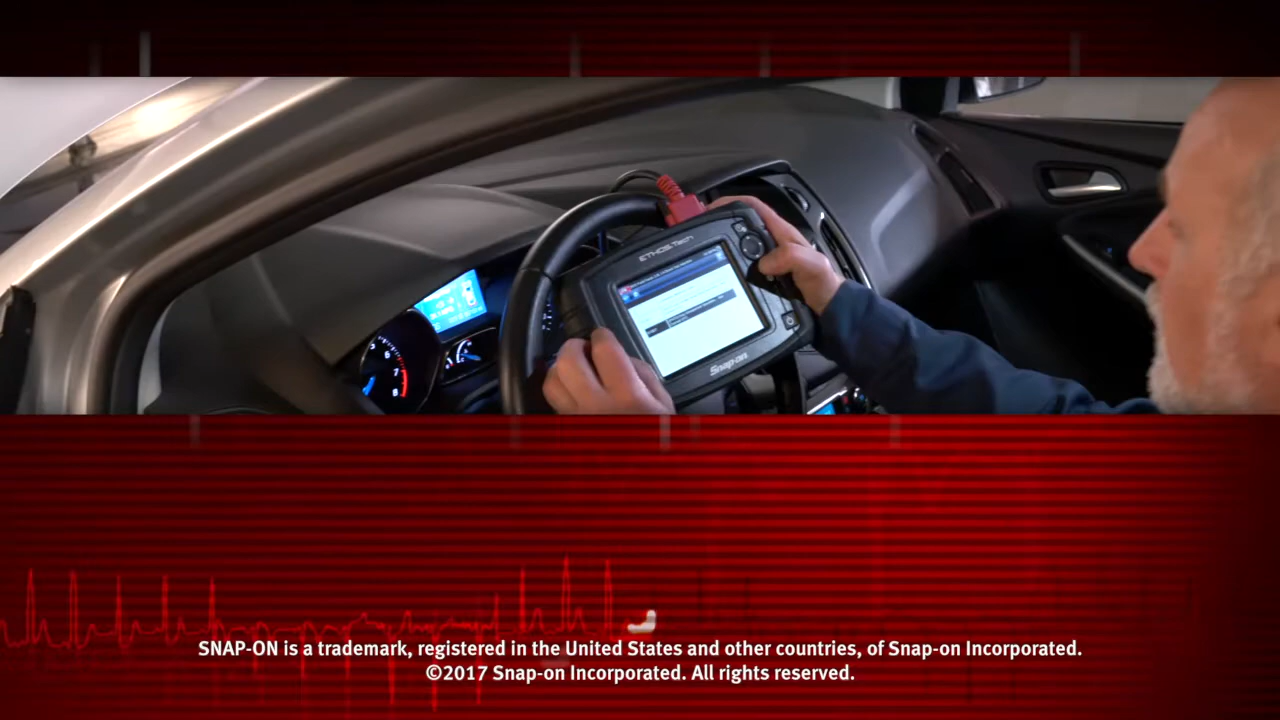 ETHOS.Tech
Snap-on
SNAP-ON is a trademark, registered in the United States and other countries, of Snap-on Incorporated.
©2017 Snap-on Incorporated. All rights reserved.